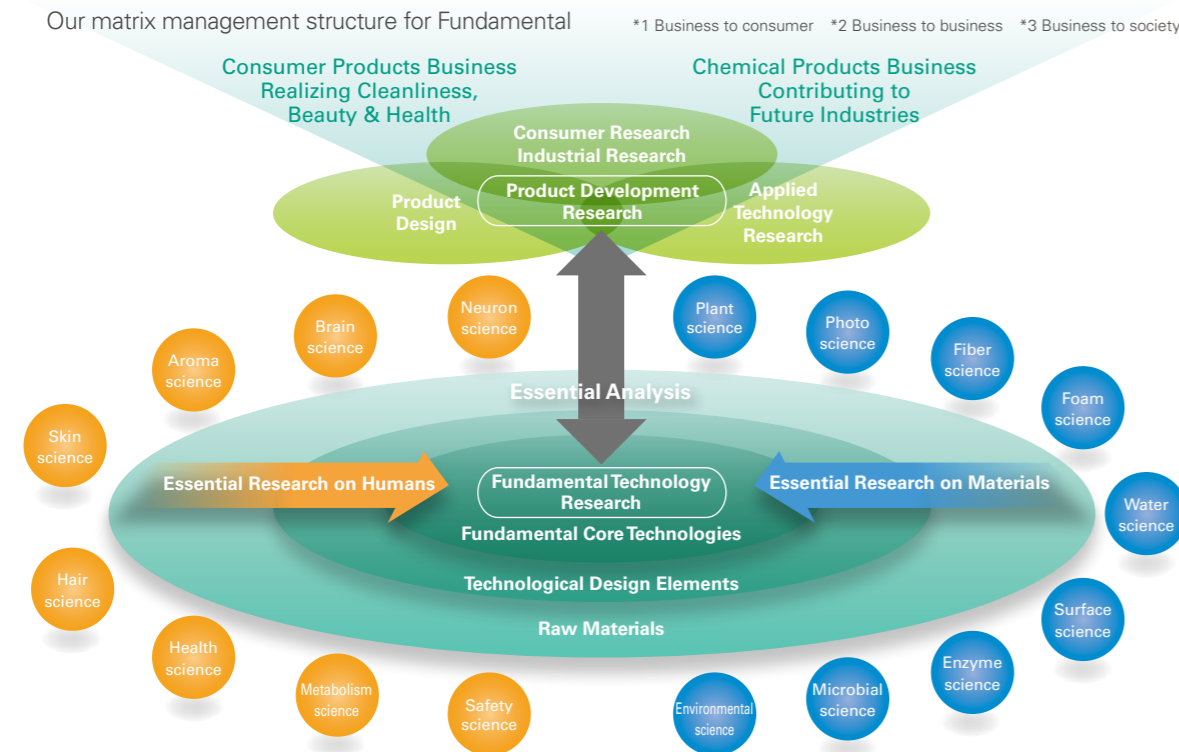 Our matrix management structure for Fundamental
*1 Business to consumer *2 Business to business *3 Business to society
Consumer Products Business
Realizing Cleanliness,
Beauty & Health
Chemical Products Business
Contributing to
Future Industries
Consumer Research
Industrial Research
Product
Design
Product Development
Research
Applied
Technology
Research
Neuron
science
Brain
science
Aroma
science
Skin
science
Hair
science
Health
science
Metabolism
science
Safety
science
Plant
science
Photo
science
Fiber
science
Foam
science
Water
science
Surface
science
Enzyme
science
Microbial
science
Environmental
science
Essential Analysis
Essential Research on Humans
Fundamental Technology
Research
Essential Research on Materials
Fundamental Core Technologies
Technological Design Elements
Raw Materials